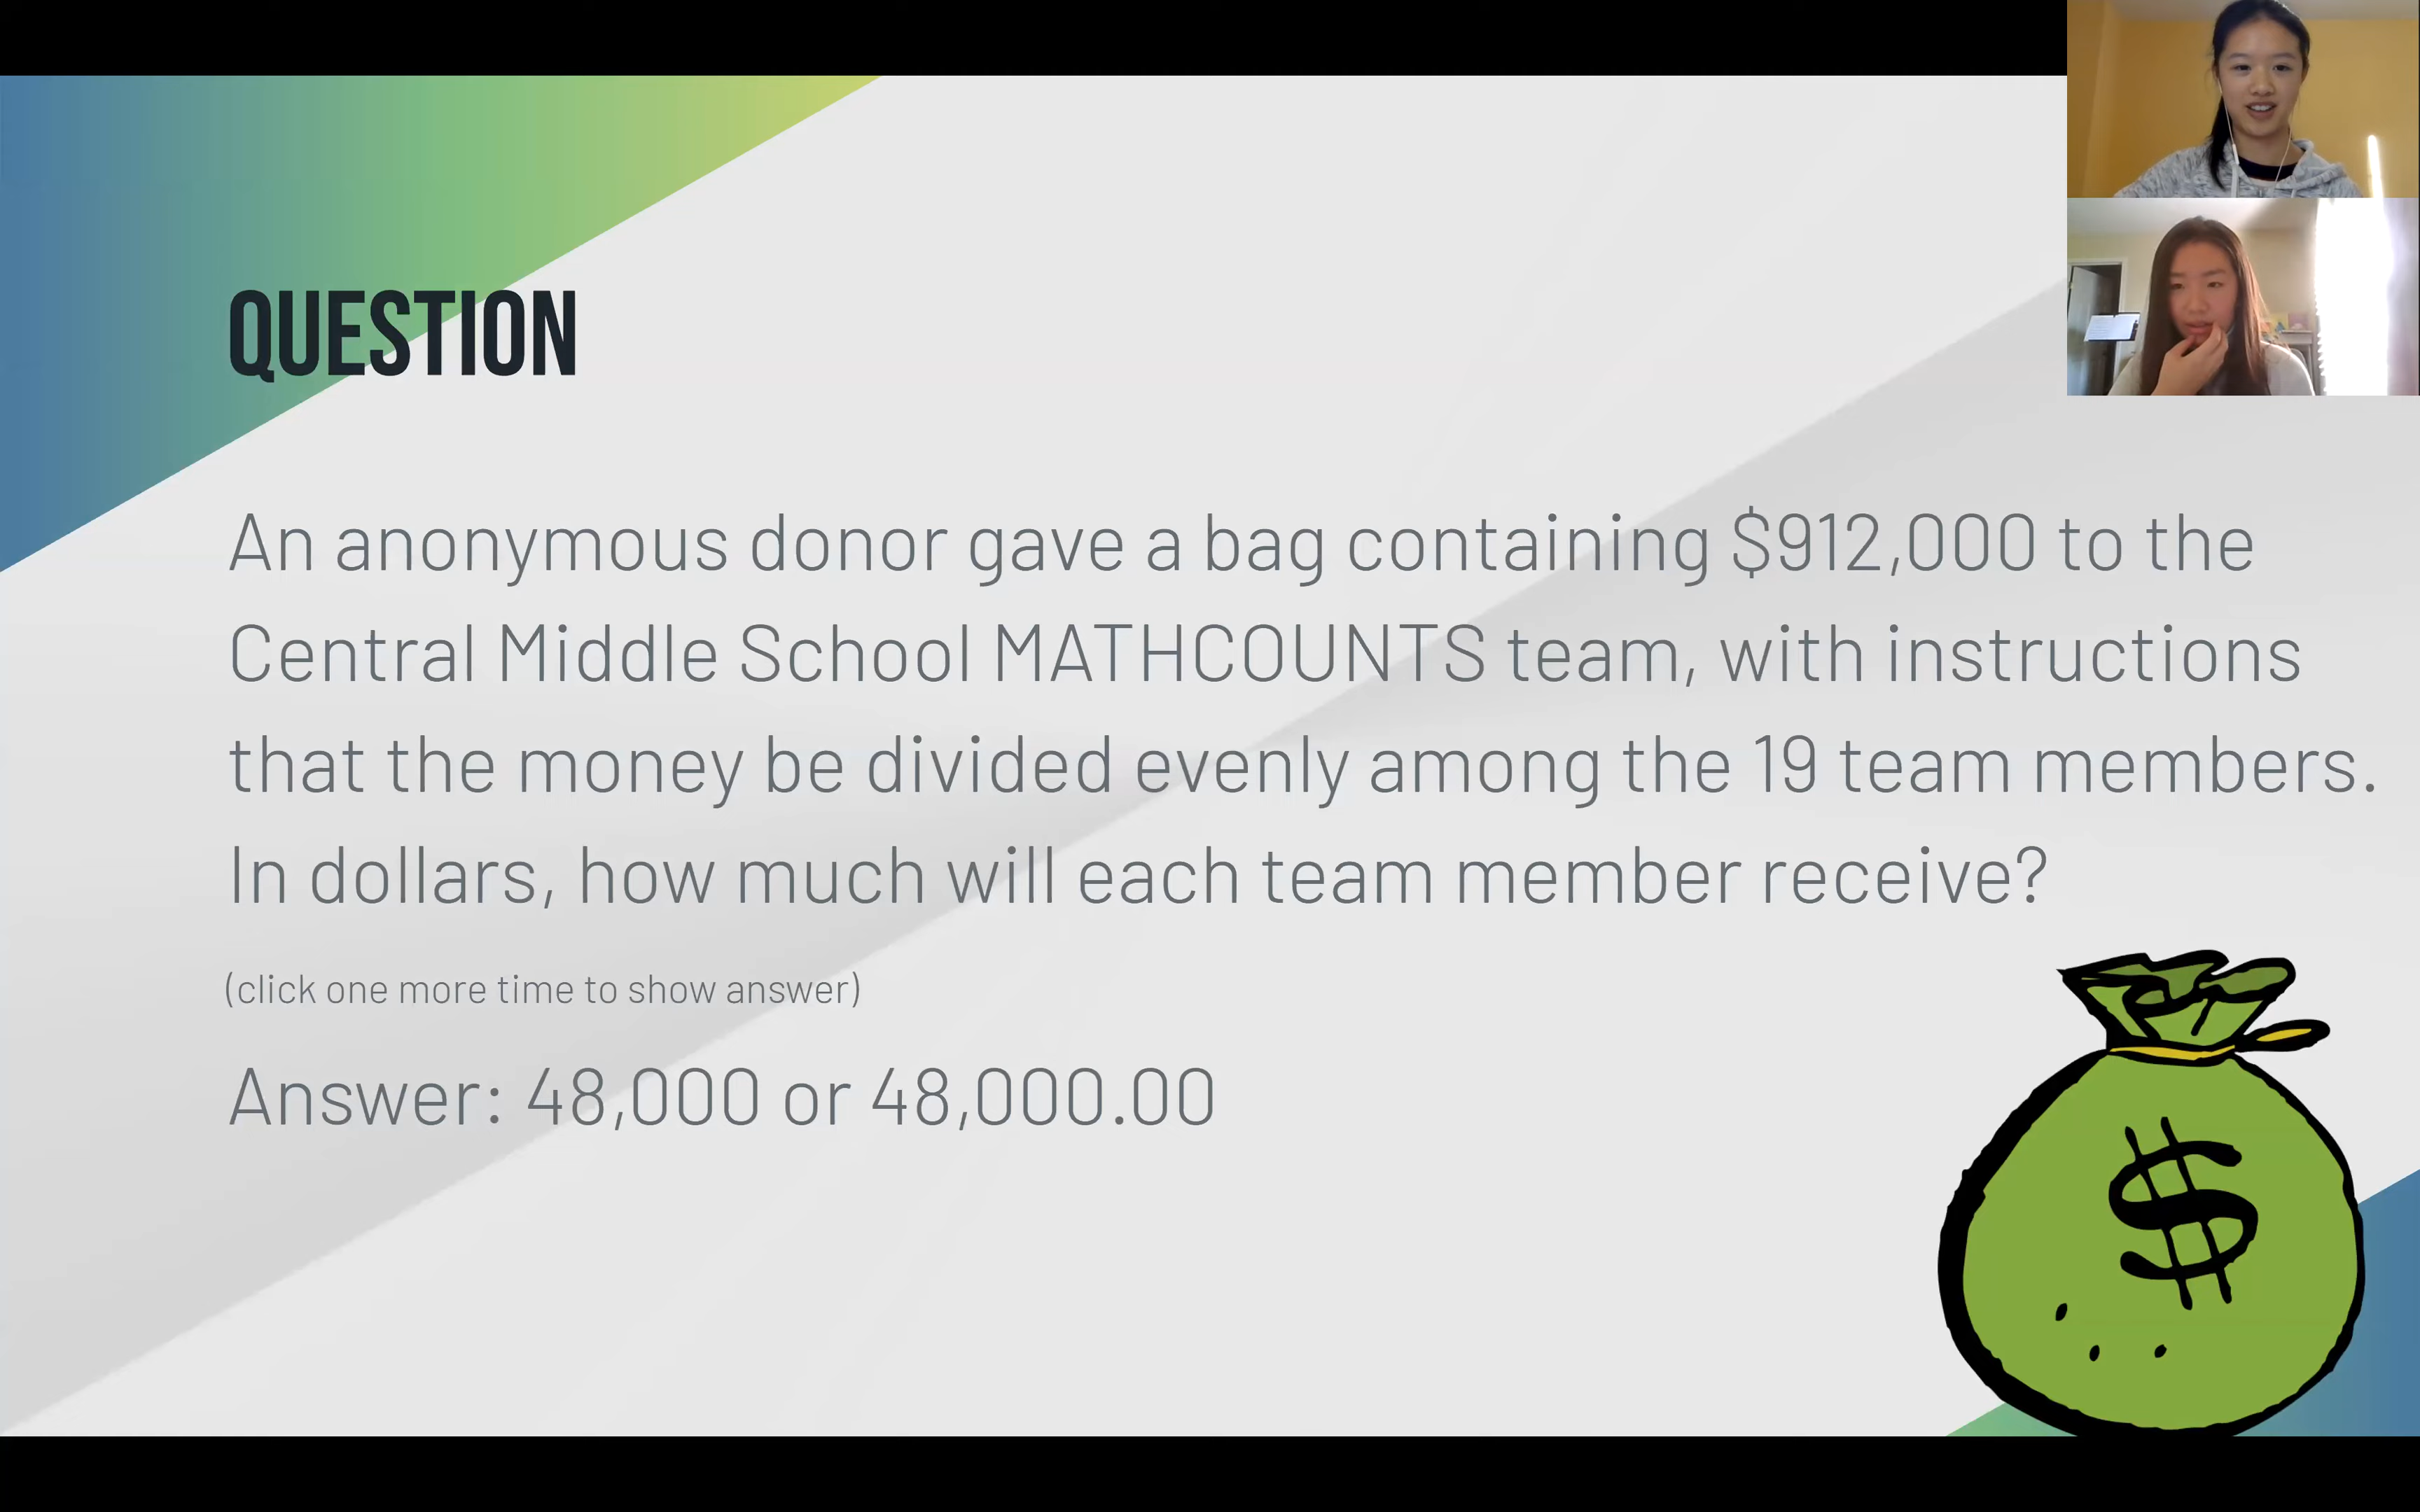 QUESTION
An anonymous donor gave a bag containing $912,000 to the
Central Middle School MATHCOUNTS team, with instructions
that the money be divided evenly among the 19 team members.
In dollars, how much will each team member receive?
(click one more time to show answer)
Answer: 48,000 or 48,000.00
$